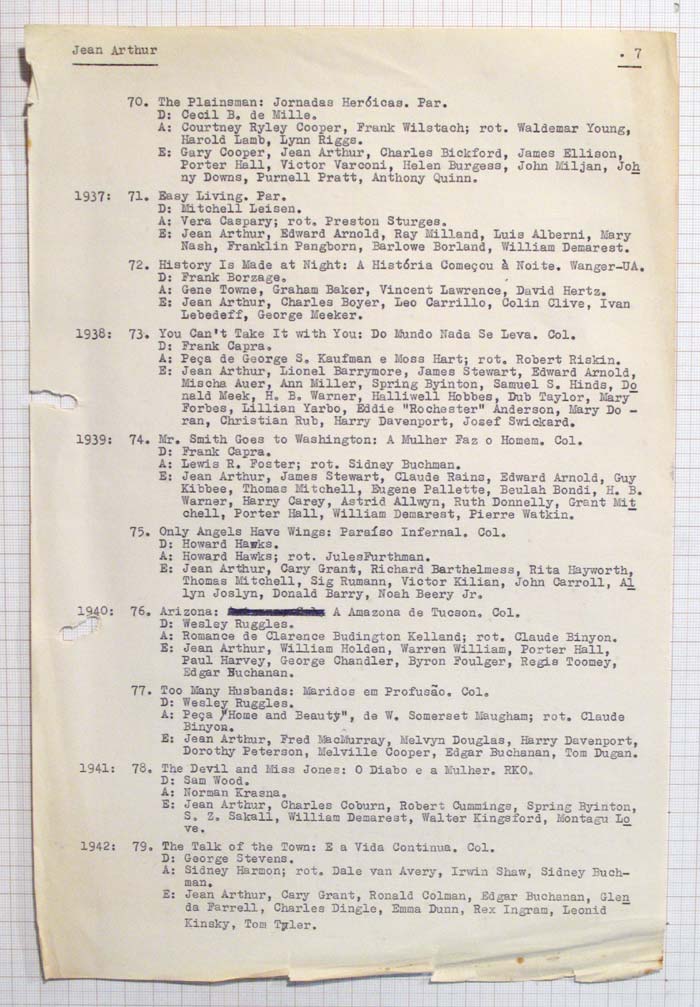 Jean Arthur . 7
70. The Plainsman: Jornadas Heróicas. Par.
D: Cecil B. de Mille.
A: Courtney Ryley Cooper, Frank Wilstach; rot. Waldemar Young,
Harold Lamb, Lynn Riggs.
E: Gary Cooper, Jean Arthur, Charles Bickford, James Ellison,
Porter Hall, Victor Varconi, Helen Burgess, John Miljan, Joh
ny Downs, Purnell Pratt, Anthony Quinn.
1937: 71. Easy Living. Par.
D: Mitchell Leisen.
A: Vera Caspary; rot. Preston Sturges.
E: Jean Arthur, Edward Arnold, Ray Milland, Luis Alberni, Mary
Nash, Franklin Pangborn, Barlowe Borland, William Demarest.
72. History Is Made at Night: A História Começou à Noite. Wanger-UA.
D: Frank Borzage.
A: Gene Towne, Graham Baker, Vincent Lawrence, David Hertz.
E: Jean Arthur, Charles Boyer, Leo Carrillo, Colin Clive, Ivan
Lebedeff, George Meeker.
1938: 73. You Can't Take It with You: Do Mundo Nada Se Leva. Col.
D: Frank Capra.
A: Peça de George S. Kaufman e Moss Hart; rot. Robert Riskin.
E: Jean Arthur, Lionel Barrymore, James Stewart, Edward Arnold,
Mischa Auer, Ann Miller, Spring Byinton, Samuel S. Hinds, Do
nald Meek, H. B. Warner, Halliwell Hobbes, Dub Taylor, Mary
Forbes, Lillian Yarbo, Eddie "Rochester" Anderson, Mary Do -
ran, Christian Rub, Harry Davenport, Josef Swickard.
1939: 74. Mr. Smith Goes to Washington: A Mulher Faz o Homem. Col.
D: Frank Capra.
A: Lewis R. Foster; rot. Sidney Buchman.
E: Jean Arthur, James Stewart, Claude Rains, Edward Arnold, Guy
Kibbee, Thomas Mitchell, Eugene Pallette, Beulah Bondi, H. B.
Warner, Harry Carey, Astrid Allwyn, Ruth Donnelly, Grant Mit
chell, Porter Hall, William Demarest, Pierre Watkin.
75. Only Angels Have Wings: Paraíso Infernal. Col.
D: Howard Hawks.
A: Howard Hawks; rot. JulesFurthman.
E: Jean Arthur, Cary Grant, Richard Barthelmess, Rita Hayworth,
Thomas Mitchell, Sig Rumann, Victor Kilian, John Carroll, Al
lyn Joslyn, Donald Barry, Noah Beery Jr.
1940: 76. Arizona: A Amazona de Tucson. Col.
D: Wesley Ruggles.
A: Romance de Clarence Budington Kelland; rot. Claude Binyon.
E: Jean Arthur, William Holden, Warren William, Porter Hall,
Paul Harvey, George Chandler, Byron Foulger, Regis Toomey,
Edgar Buchanan.
77. Too Many Husbands: Maridos em Profusão. Col.
D: Wesley Ruggles.
A: Peça "Home and Beauty", de W. Somerset Maugham; rot. Claude
Binyon.
E: Jean Arthur, Fred MacMurray, Melvyn Douglas, Harry Davenport,
Dorothy Peterson, Melville Cooper, Edgar Buchanan, Tom Dugan.
1941: 78. The Devil and Miss Jones: O Diabo e a Mulher. RKO.
D: Sam Wood.
A: Norman Krasna.
E: Jean Arthur, Charles Coburn, Robert Cummings, Spring Byinton,
S. Z. Sakall, William Demarest, Walter Kingsford, Montagu Lo
ve.
1942: 79. The Talk of the Town: E a Vida Continua. Col.
D: George Stevens.
A: Sidney Harmon; rot. Dale van Avery, Irwin Shaw, Sidney Buch-
man.
E: Jean Arthur, Cary Grant, Ronald Colman, Edgar Buchanan, Glen
da Farrell, Charles Dingle, Emma Dunn, Rex Ingram, Leonid
Kinsky, Tom Tyler.